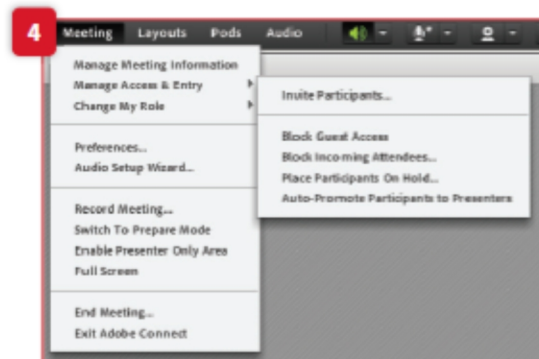 4
Meeting Layouts Pods Audio
Manage Meeting Information
Manage Access & Entry
Change My Role
Preferences...
Audio Setup Wizard...
Record Meeting...
Switch To Prepare Mode
Enable Presenter Only Area
Full Screen
End Meeting...
Exit Adobe Connect
Invite Participants...
Block Guest Access
Block Incoming Attendees...
Place Participants On Hold...
Auto-Promote Participants to Presenters